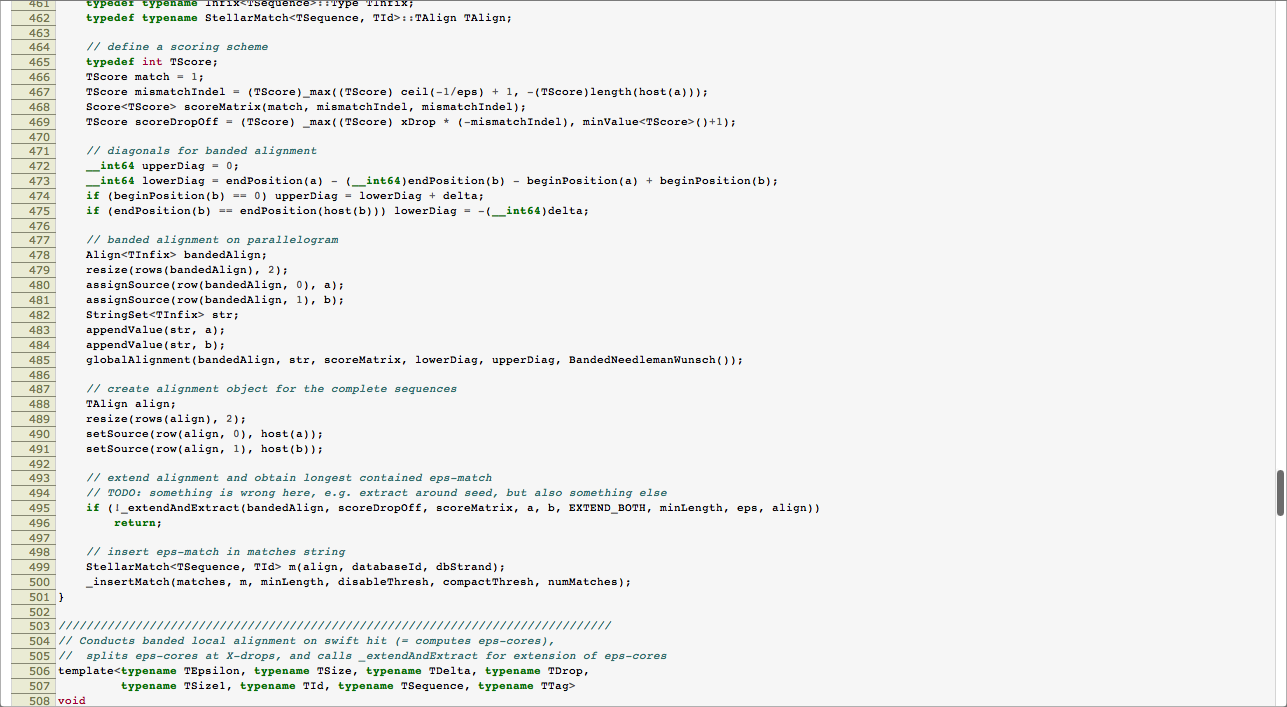 461     typedef typename Infix<TSequence>::Type TInfix;
462     typedef typename StellarMatch<TSequence, TId>::TAlign TAlign;
463
464     // define a scoring scheme
465     typedef int TScore;
466     TScore match = 1;
467     TScore mismatchIndel = (TScore)_max((TScore) ceil(-1/eps) + 1, -(TScore)length(host(a)));
468     Score<TScore> scoreMatrix(match, mismatchIndel, mismatchIndel);
469     TScore scoreDropOff = (TScore) _max((TScore) xDrop * (-mismatchIndel), minValue<TScore>()+1);
470
471     // diagonals for banded alignment
472     __int64 upperDiag = 0;
473     __int64 lowerDiag = endPosition(a) - (__int64)endPosition(b) - beginPosition(a) + beginPosition(b);
474     if (beginPosition(b) == 0) upperDiag = lowerDiag + delta;
475     if (endPosition(b) == endPosition(host(b))) lowerDiag = -(__int64)delta;
476
477     // banded alignment on parallelogram
478     Align<TInfix> bandedAlign;
479     resize(rows(bandedAlign), 2);
480     assignSource(row(bandedAlign, 0), a);
481     assignSource(row(bandedAlign, 1), b);
482     StringSet<TInfix> str;
483     appendValue(str, a);
484     appendValue(str, b);
485     globalAlignment(bandedAlign, str, scoreMatrix, lowerDiag, upperDiag, BandedNeedlemanWunsch());
486
487     // create alignment object for the complete sequences
488     TAlign align;
489     resize(rows(align), 2);
490     setSource(row(align, 0), host(a));
491     setSource(row(align, 1), host(b));
492
493     // extend alignment and obtain longest contained eps-match
494     // TODO: something is wrong here, e.g. extract around seed, but also something else
495     if (!_extendAndExtract(bandedAlign, scoreDropOff, scoreMatrix, a, b, EXTEND_BOTH, minLength, eps, align))
496         return;
497
498     // insert eps-match in matches string
499     StellarMatch<TSequence, TId> m(align, databaseId, dbStrand);
500     _insertMatch(matches, m, minLength, disableThresh, compactThresh, numMatches);
501 }
502
503 ///////////////////////////////////////////////////////////////////////////////
504 // Conducts banded local alignment on swift hit (= computes eps-cores),
505 //  splits eps-cores at X-drops, and calls _extendAndExtract for extension of eps-cores
506 template<typename TEpsilon, typename TSize, typename TDelta, typename TDrop,
507          typename TSize1, typename TId, typename TSequence, typename TTag>
508 void